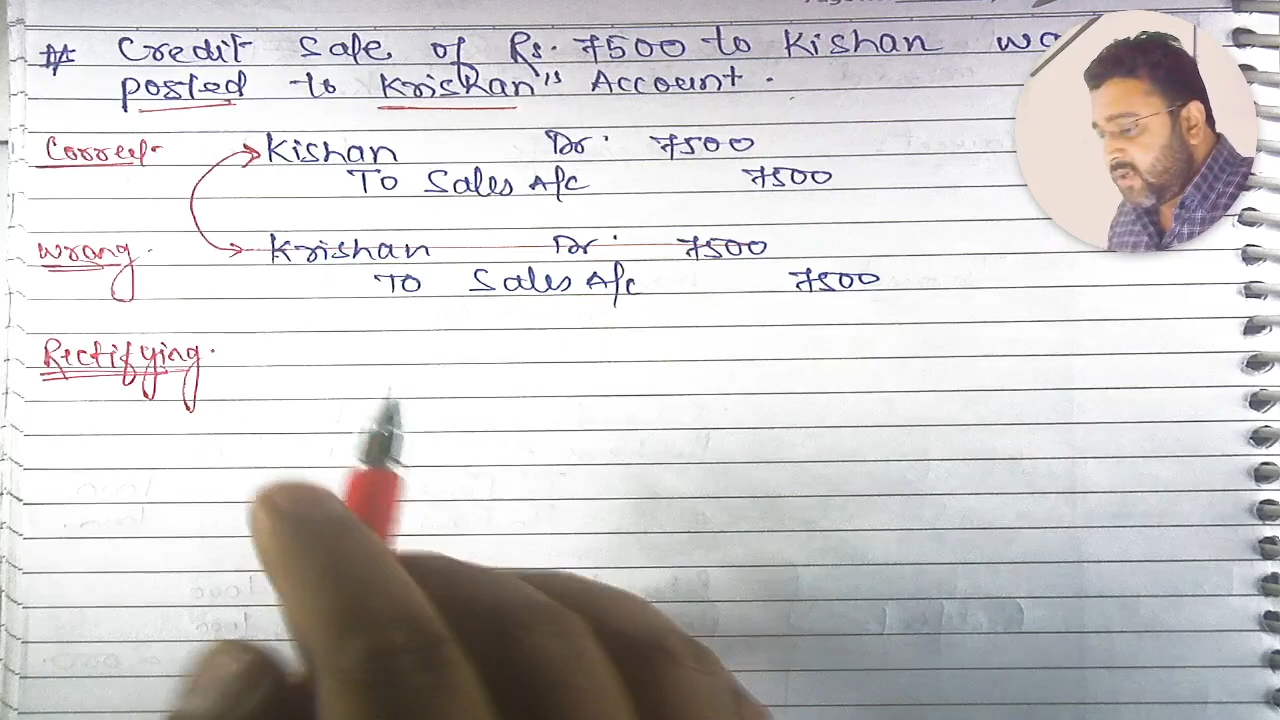 Credit Sale of Rs. 7500 to Kishan
posted to Krishan's Account.
Correct
Kishan Dr. 7500
To Sales A/c 7500
Wrong.
Krishan Dr. 7500
To Sales A/c 7500
Rectifying.